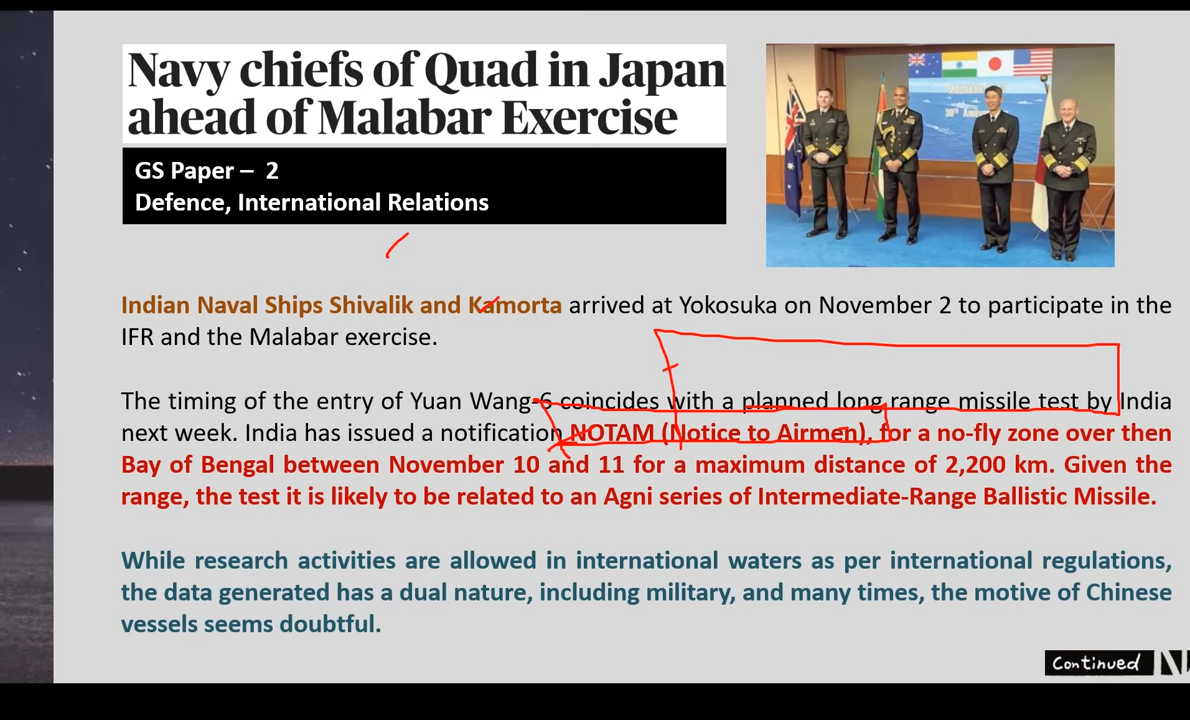 Navy chiefs of Quad in Japan
ahead of Malabar Exercise
GS Paper – 2
Defence, International Relations
Indian Naval Ships Shivalik and Kamorta arrived at Yokosuka on November 2 to participate in the
IFR and the Malabar exercise.
The timing of the entry of Yuan Wang-6 coincides with a planned long range missile test by India
next week. India has issued a notification NOTAM (Notice to Airmen), for a no-fly zone over then
Bay of Bengal between November 10 and 11 for a maximum distance of 2,200 km. Given the
range, the test it is likely to be related to an Agni series of Intermediate-Range Ballistic Missile.
While research activities are allowed in international waters as per international regulations,
the data generated has a dual nature, including military, and many times, the motive of Chinese
vessels seems doubtful.
Continued